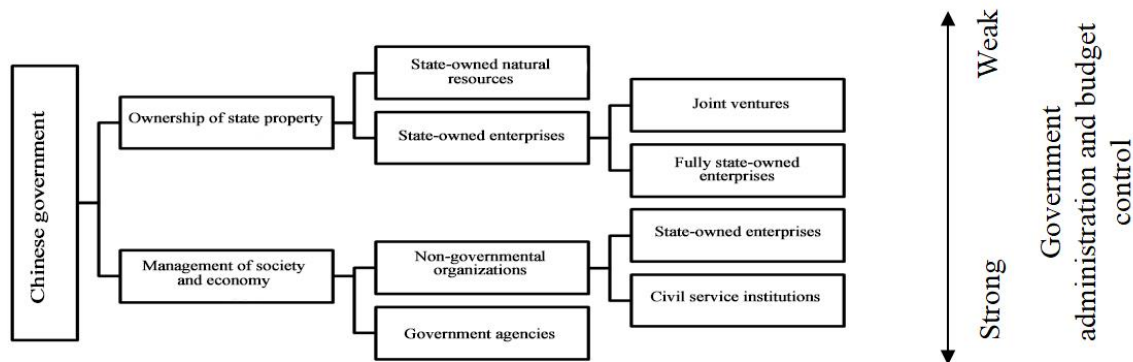 Chinese government
Ownership of state property
Management of society
and economy
State-owned natural
resources
State-owned enterprises
Non-governmental
organizations
Government agencies
Joint ventures
Fully state-owned
enterprises
State-owned enterprises
Civil service institutions
Weak
Strong
Government
administration and budget
control